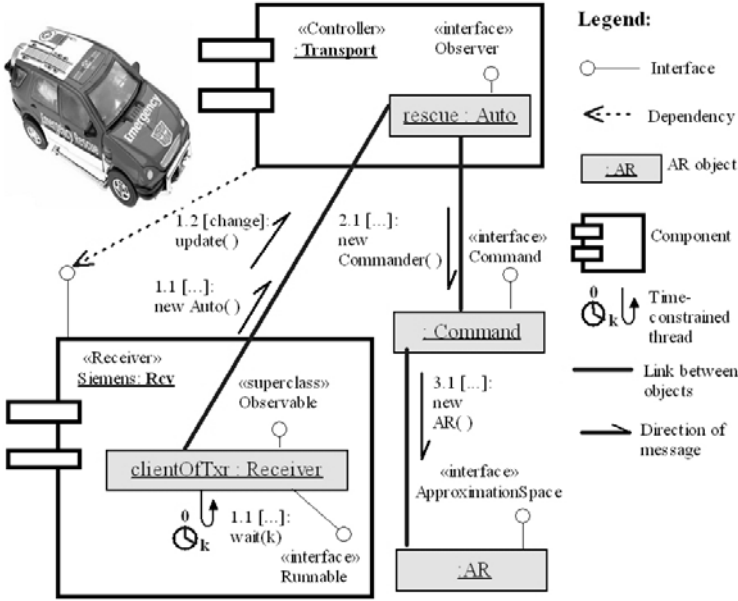 «Controller»
: Transport
«interface»
Observer
rescue : Auto
Emergency
Emergency Rescue
1.2 [change]:
update( )
2.1 [...]:
new
Commander( )
«interface»
Command
1.1 [...]:
new Auto( )
: Command
«Receiver»
Siemens: Rcv
«superclass»
Observable
3.1 [...]:
new
AR( )
clientOfTxr : Receiver
«interface»
ApproximationSpace
0
k
1.1 [...]:
wait(k)
«interface»
Runnable
:AR
Legend:
Interface
Dependency
: AR
AR object
Component
0
k
Time-
constrained
thread
Link between
objects
Direction of
message